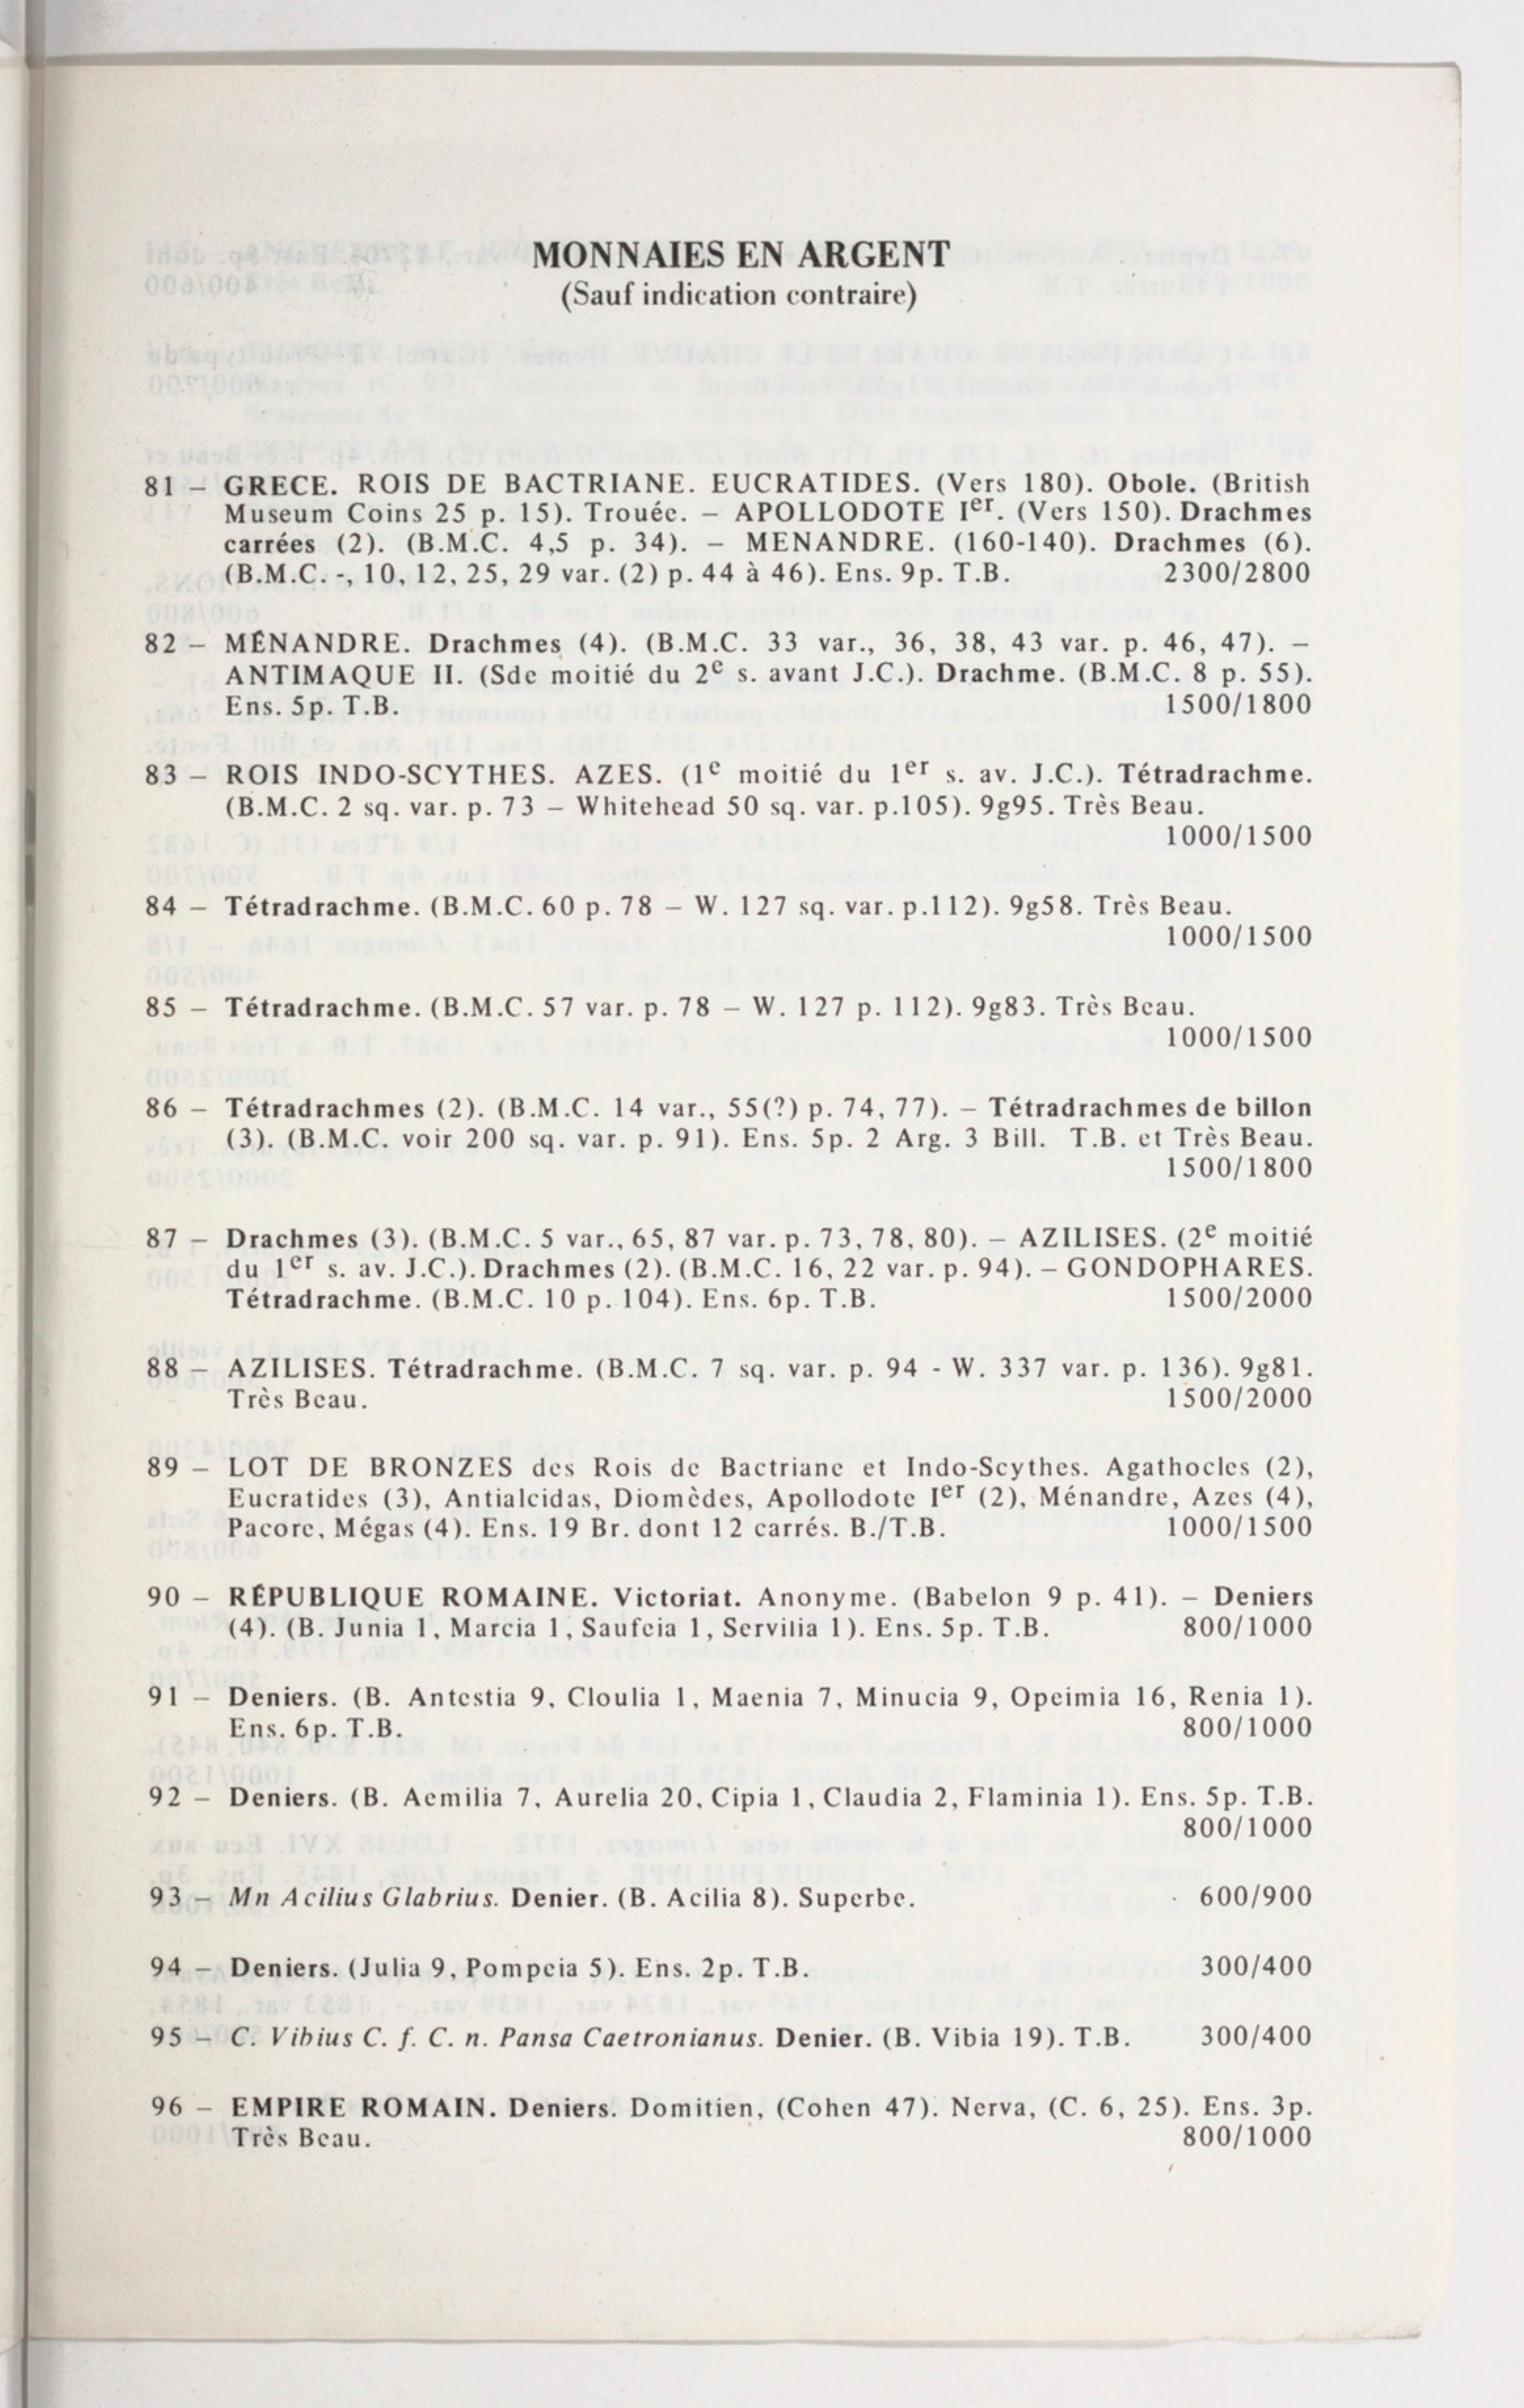 MONNAIES EN ARGENT
(Sauf indication contraire)
81 – GRECE. ROIS DE BACTRIANE. EUCRATIDES. (Vers 180). Obole. (British
Museum Coins 25 p. 15). Trouée. – APOLLODOTE Ier. (Vers 150). Drachmes
carrées (2). (B.M.C. 4,5 p. 34). – MENANDRE. (160-140). Drachmes (6).
(B.M.C. -, 10, 12, 25, 29 var. (2) p. 44 à 46). Ens. 9p. T.B. 2300/2800
82 – MÉNANDRE. Drachmes (4). (B.M.C. 33 var., 36, 38, 43 var. p. 46, 47). –
ANTIMAQUE II. (Sde moitié du 2e s. avant J.C.). Drachme. (B.M.C. 8 p. 55).
Ens. 5p. T.B. 1500/1800
83 – ROIS INDO-SCYTHES. AZES. (1e moitié du 1er s. av. J.C.). Tétradrachme.
(B.M.C. 2 sq. var. p. 73 – Whitehead 50 sq. var. p.105). 9g95. Très Beau.
1000/1500
84 – Tétradrachme. (B.M.C. 60 p. 78 – W. 127 sq. var. p.112). 9g58. Très Beau.
1000/1500
85 – Tétradrachme. (B.M.C. 57 var. p. 78 – W. 127 p. 112). 9g83. Très Beau.
1000/1500
86 – Tétradrachmes (2). (B.M.C. 14 var., 55(?) p. 74, 77). – Tétradrachmes de billon
(3). (B.M.C. voir 200 sq. var. p. 91). Ens. 5p. 2 Arg. 3 Bill. T.B. et Très Beau.
1500/1800
87 – Drachmes (3). (B.M.C. 5 var., 65, 87 var. p. 73, 78, 80). – AZILISES. (2e moitié
du 1er s. av. J.C.). Drachmes (2). (B.M.C. 16, 22 var. p. 94). – GONDOPHARES.
Tétradrachme. (B.M.C. 10 p. 104). Ens. 6p. T.B. 1500/2000
88 – AZILISES. Tétradrachme. (B.M.C. 7 sq. var. p. 94 - W. 337 var. p. 136). 9g81.
Très Beau. 1500/2000
89 – LOT DE BRONZES des Rois de Bactriane et Indo-Scythes. Agathocles (2),
Eucratides (3), Antialcidas, Diomèdes, Apollodote Ier (2), Ménandre, Azes (4),
Pacore, Mégas (4). Ens. 19 Br. dont 12 carrés. B./T.B. 1000/1500
90 – RÉPUBLIQUE ROMAINE. Victoriat. Anonyme. (Babelon 9 p. 41). – Deniers
(4). (B. Junia 1, Marcia 1, Saufeia 1, Servilia 1). Ens. 5p. T.B. 800/1000
91 – Deniers. (B. Antestia 9, Cloulia 1, Maenia 7, Minucia 9, Opeimia 16, Renia 1).
Ens. 6p. T.B. 800/1000
92 – Deniers. (B. Aemilia 7, Aurelia 20, Cipia 1, Claudia 2, Flaminia 1). Ens. 5p. T.B.
800/1000
93 – Mn Acilius Glabrius. Denier. (B. Acilia 8). Superbe. 600/900
94 – Deniers. (Julia 9, Pompeia 5). Ens. 2p. T.B. 300/400
95 – C. Vibius C. f. C. n. Pansa Caetronianus. Denier. (B. Vibia 19). T.B. 300/400
96 – EMPIRE ROMAIN. Deniers. Domitien, (Cohen 47). Nerva, (C. 6, 25). Ens. 3p.
Très Beau. 800/1000